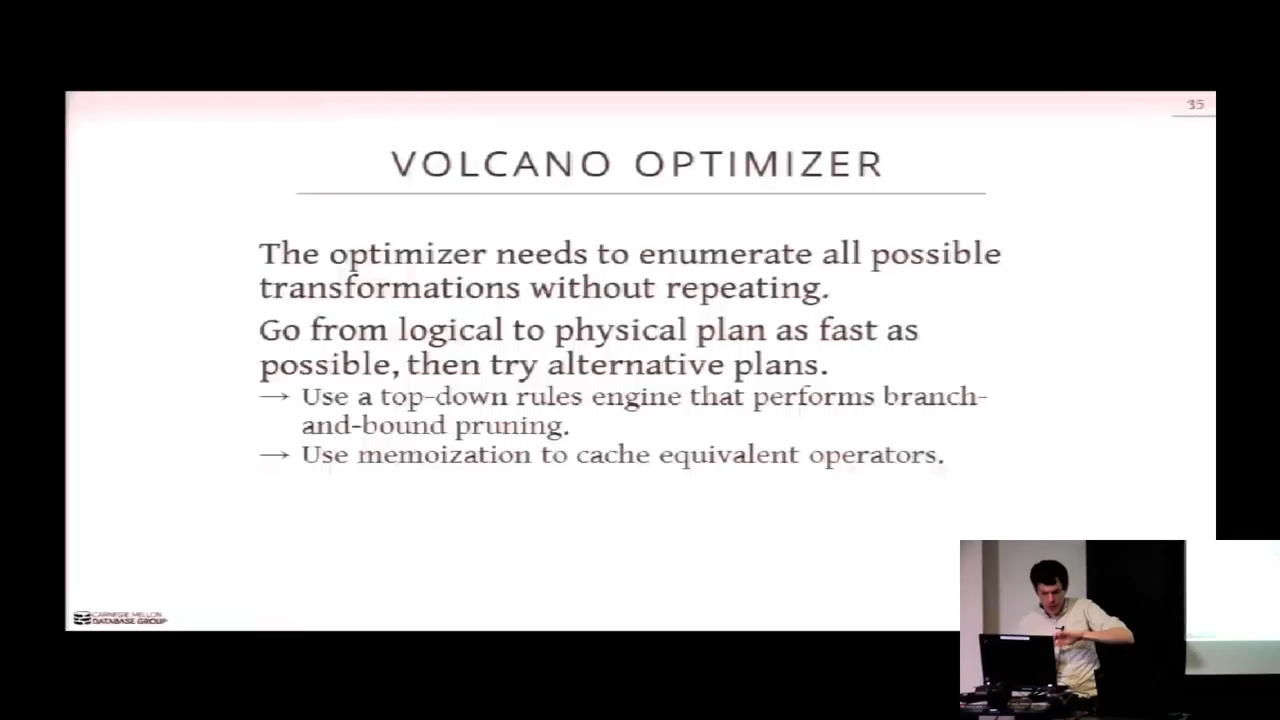 35
VOLCANO OPTIMIZER
The optimizer needs to enumerate all possible
transformations without repeating.
Go from logical to physical plan as fast as
possible, then try alternative plans.
→ Use a top-down rules engine that performs branch-
and-bound pruning.
→ Use memoization to cache equivalent operators.
CARNEGIE MELLON
DATABASE GROUP